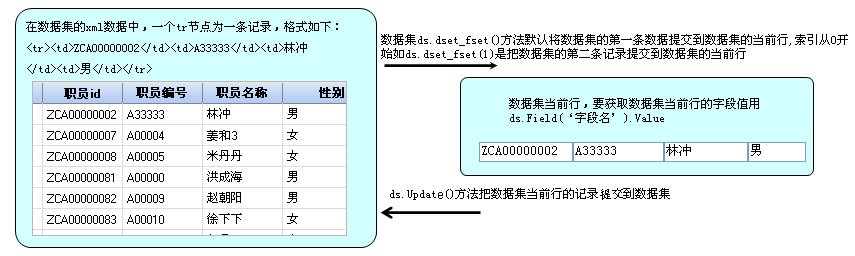 在数据集的xml数据中,一个tr节点为一条记录,格式如下:
<tr><td>ZCA00000002</td><td>A33333</td><td>林冲
</td><td>男</td></tr>
职员id 职员编号 职员名称 性别
ZCA00000002 A33333 林冲 男
ZCA00000007 A00004 姜和3 女
ZCA00000008 A00005 米丹丹 女
ZCA00000081 A00000 洪成海 男
ZCA00000082 A00009 赵朝阳 男
ZCA00000083 A00010 徐下下 女
数据集ds.dset_fset()方法默认将数据集的第一条数据提交到数据集的当前行,索引从0开
始如ds.dset_fset(1)是把数据集的第二条记录提交到数据集的当前行
数据集当前行,要获取数据集当前行的字段值用
ds.Field(‘字段名’).Value
ZCA00000002 A33333 林冲 男
ds.Update()方法把数据集当前行的记录提交到数据集